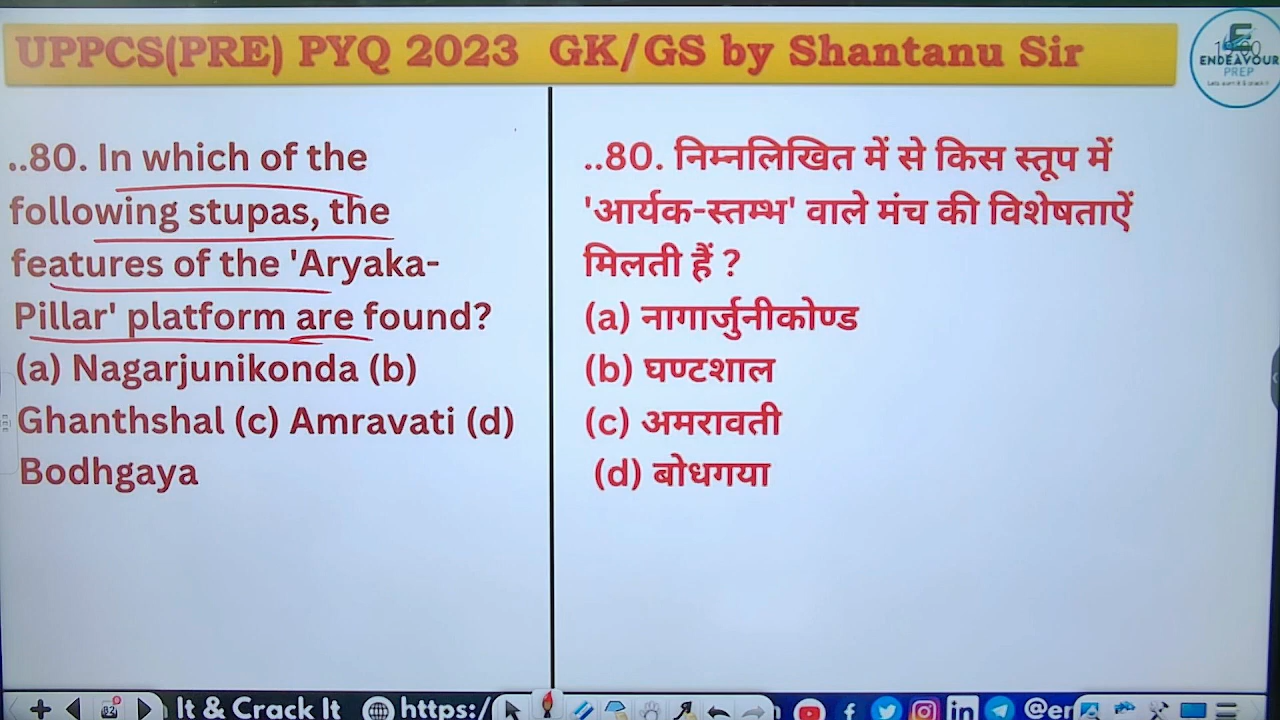 UPPCS(PRE) PYQ 2023 GK/GS by Shantanu Sir
ENDEAVOUR
PREP
..80. In which of the
following stupas, the
features of the 'Aryaka-
Pillar' platform are found?
(a) Nagarjunikonda (b)
Ghanthshal (c) Amravati (d)
Bodhgaya
..80. निम्नलिखित में से किस स्तूप में
'आर्यक-स्तम्भ' वाले मंच की विशेषताऐं
मिलती हैं ?
(a) नागार्जुनीकोण्ड
(b) घण्टशाल
(c) अमरावती
(d) बोधगया
It & Crack It https:/ @er